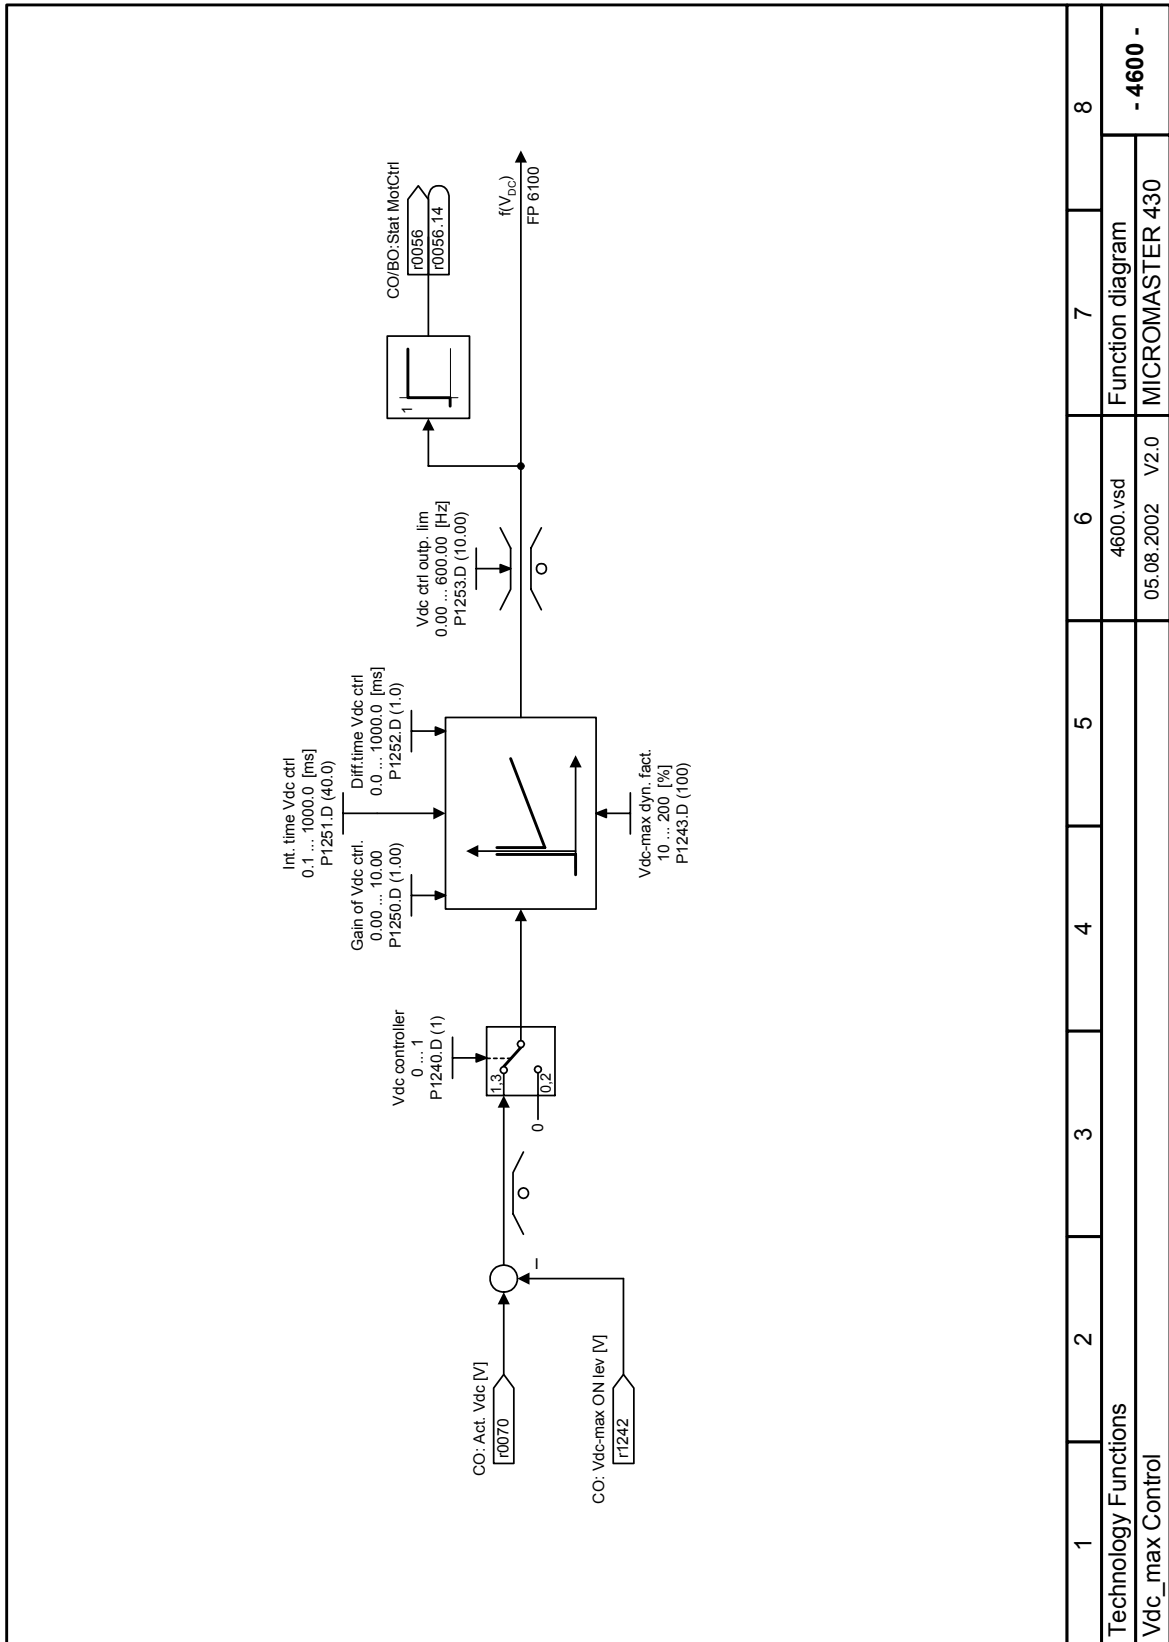 CO: Act. Vdc [V]
r0070
CO: Vdc-max ON lev [V]
r1242
–
0
Vdc controller
0 ... 1
P1240.D (1)
1,3
0,2
0
Gain of Vdc ctrl.
0.00 ... 10.00
P1250.D (1.00)
Int. time Vdc ctrl
0.1 ... 1000.0 [ms]
P1251.D (40.0)
Diff.time Vdc ctrl
0.0 ... 1000.0 [ms]
P1252.D (1.0)
Vdc-max dyn. fact.
10 ... 200 [%]
P1243.D (100)
Vdc ctrl outp. lim
0.00 ... 600.00 [Hz]
P1253.D (10.00)
0
1
CO/BO:Stat MotCtrl
r0056
r0056.14
f(VDC)
FP 6100
1 2 3 4 5 6 7 8
Technology Functions
4600.vsd
Function diagram
- 4600 -
Vdc_max Control
05.08.2002 V2.0
MICROMASTER 430